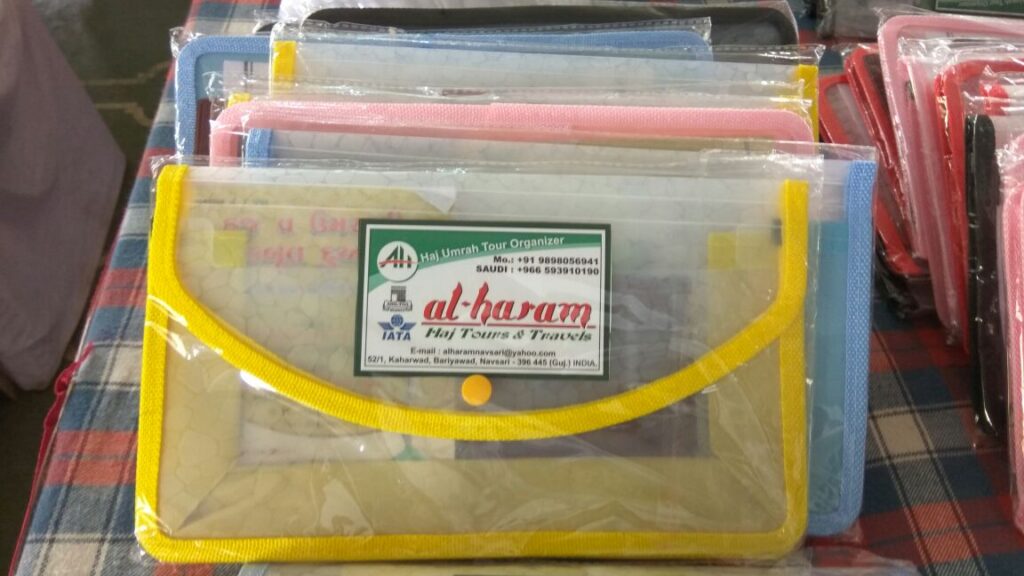 Haj Umrah Tour Organizer
AH
Mo.: +91 9898056941
SAUDI : +966 593910190
al-haram
Haj Tours & Travels
IATA
E-mail : alharamnavsari@yahoo.com
52/1, Kaharwad, Bariyawad, Navsari - 396 445 (Guj.) INDIA.